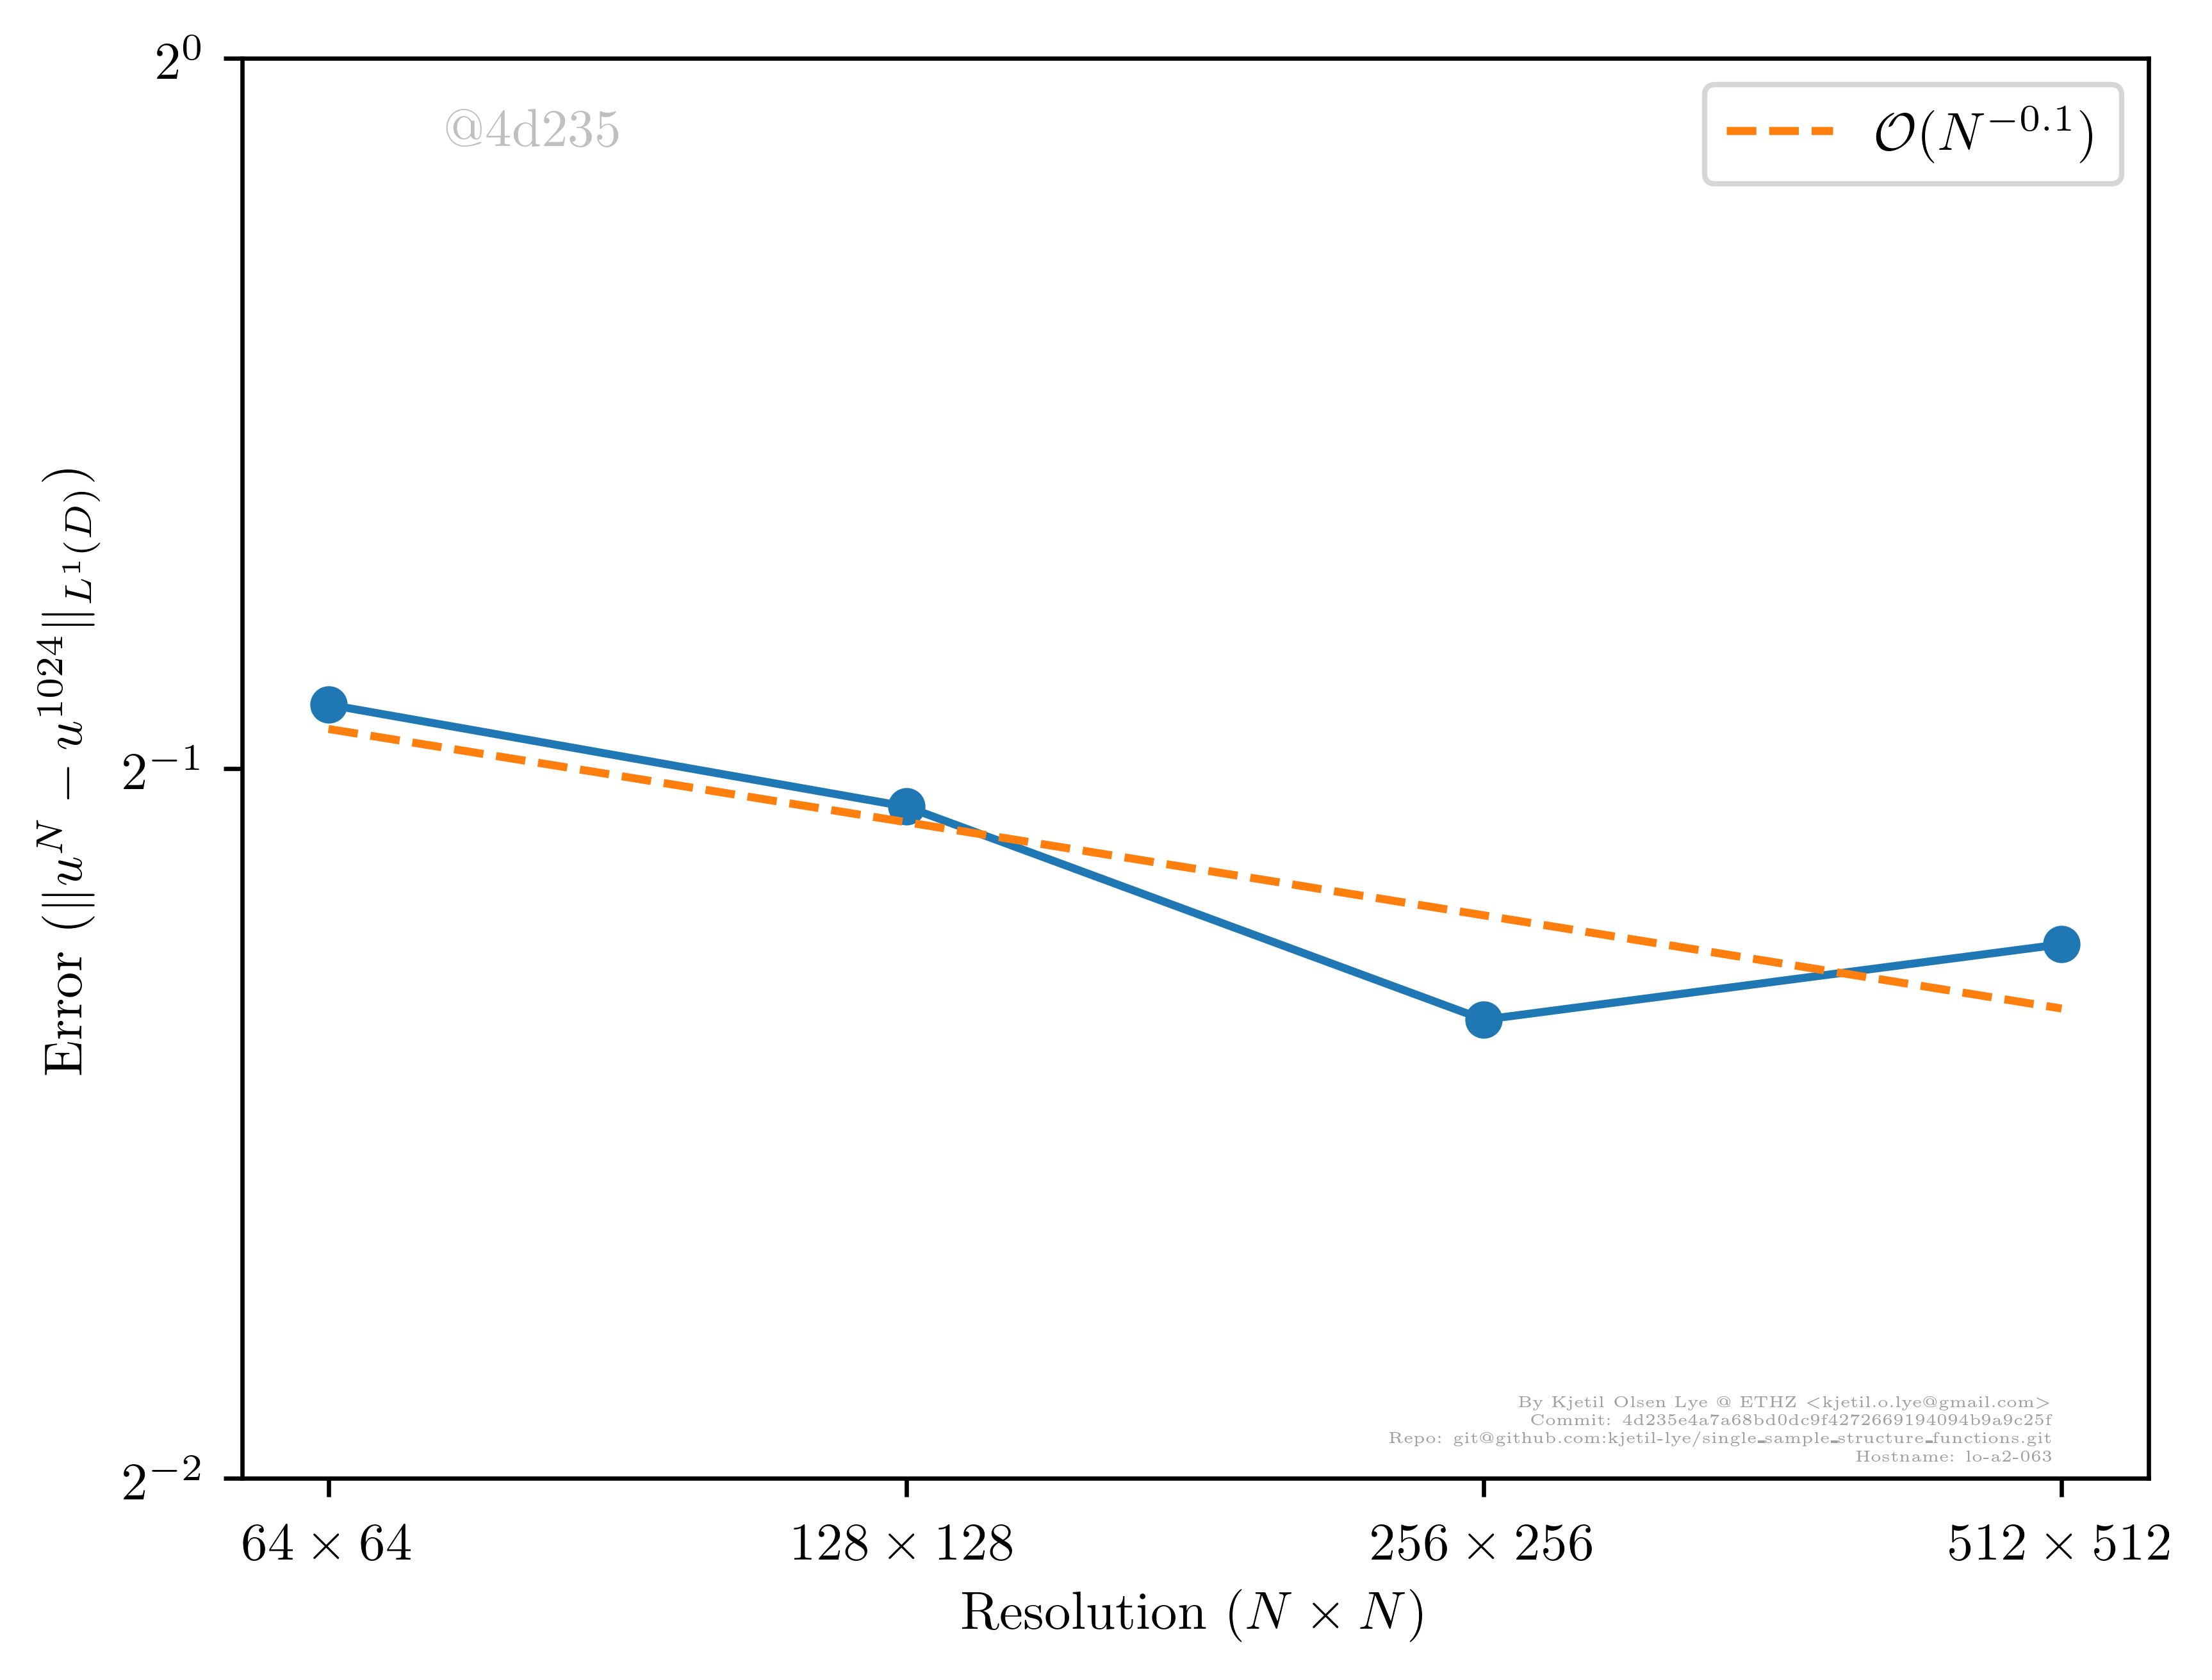 2^0
@4d235
𝒪(N^{-0.1})
Error (‖u^N − u^{1024}‖_{L^1(D)})
2^{-1}
2^{-2}
By Kjetil Olsen Lye @ ETHZ <kjetil.o.lye@gmail.com>
Commit: 4d235e4a7a68bd0dc9f4272669194094b9a9c25f
Repo: git@github.com:kjetil-lye/single_sample_structure_functions.git
Hostname: lo-a2-063
64 × 64
128 × 128
256 × 256
512 × 512
Resolution (N × N)